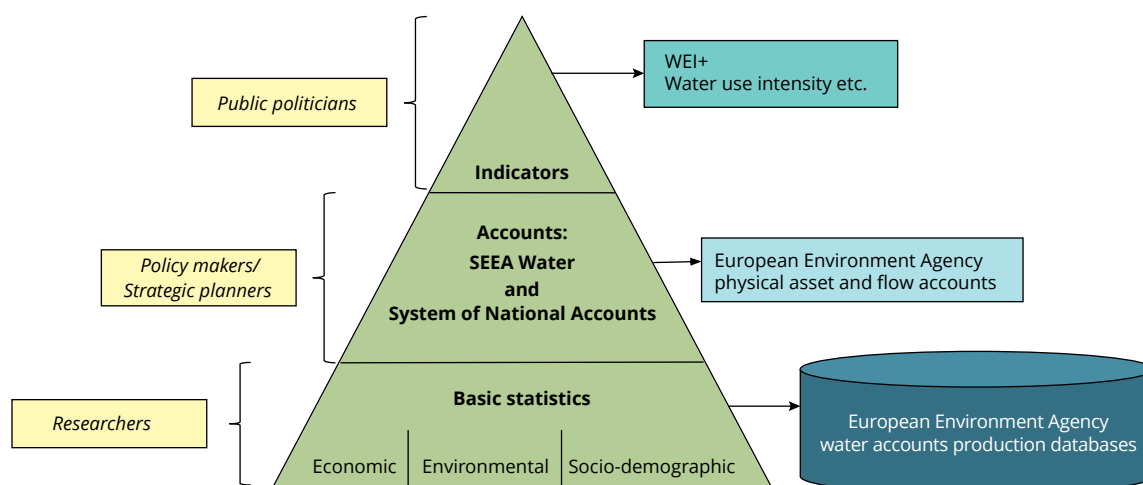 WEI+
Water use intensity etc.
Public politicians
Indicators
Accounts:
SEEA Water
and
System of National Accounts
Policy makers/
Strategic planners
European Environment Agency
physical asset and flow accounts
Basic statistics
Researchers
European Environment Agency
water accounts production databases
Economic
Environmental
Socio-demographic